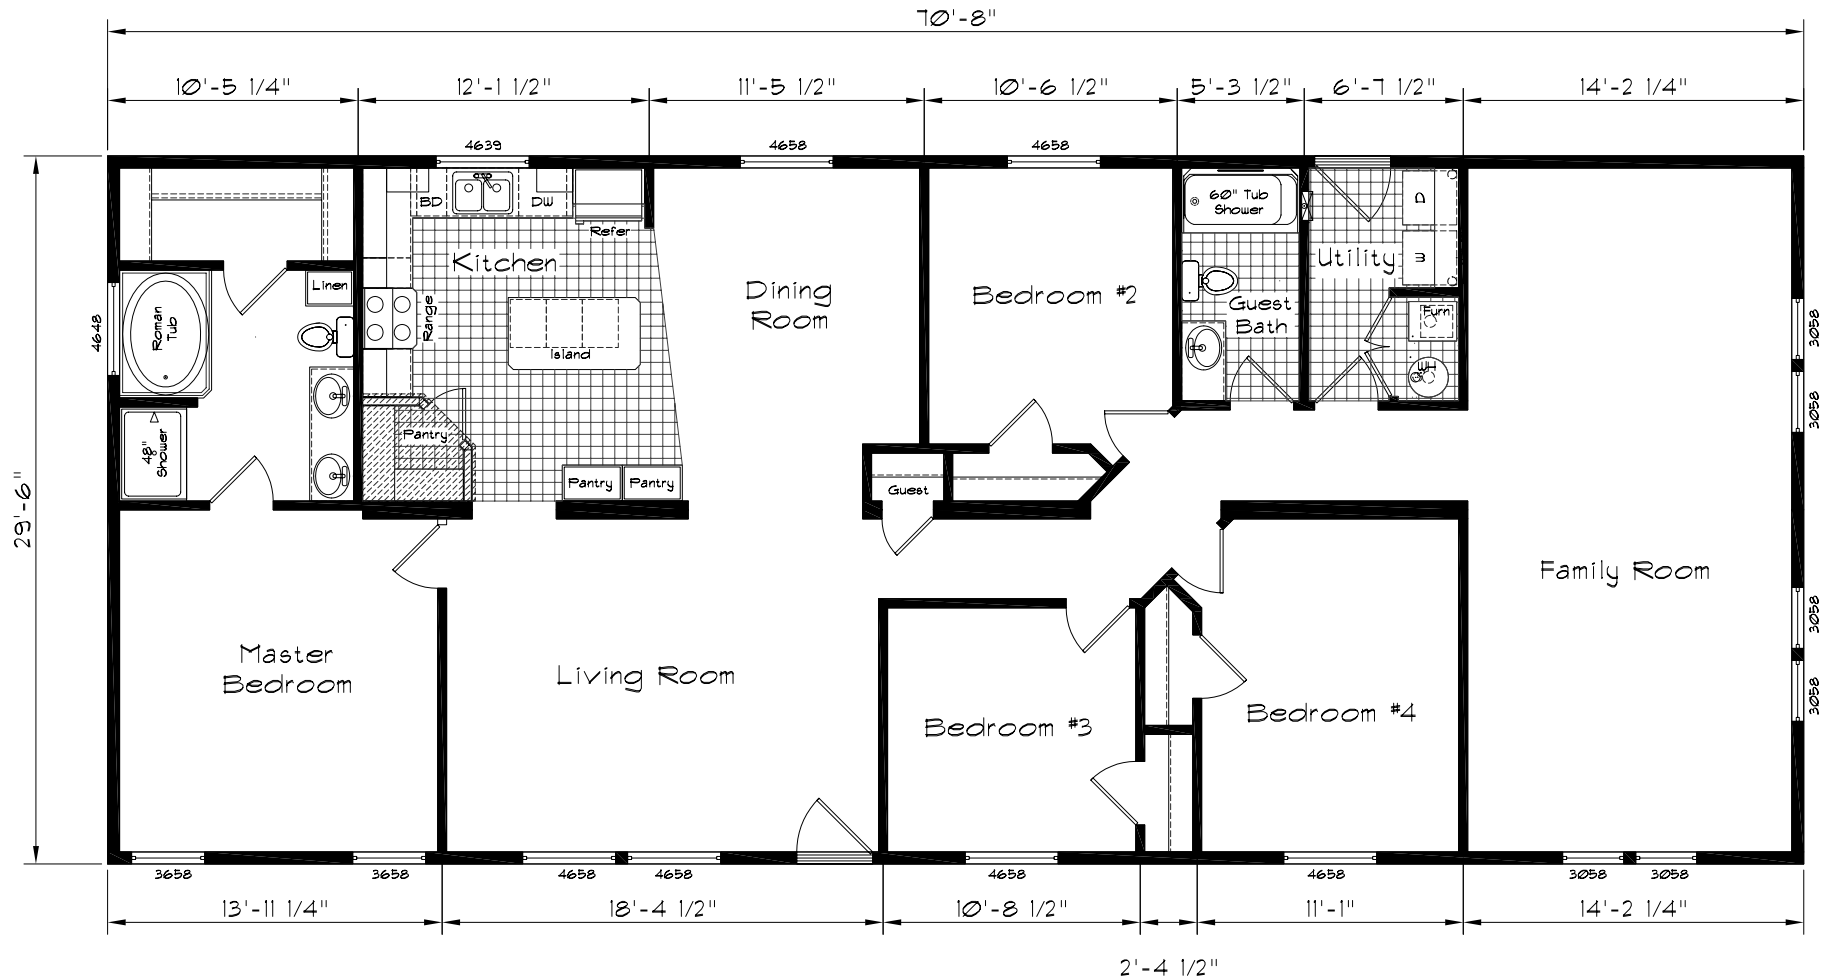 70'-8"
10'-5 1/4"
12'-1 1/2"
11'-5 1/2"
10'-6 1/2"
5'-3 1/2"
6'-7 1/2"
14'-2 1/4"
4639
4658
4658
BD
DW
Refer
60" Tub
Shower
D
W
Kitchen
Utility
Linen
Range
Island
Dining
Room
Bedroom #2
Guest
Bath
Furn
WH
Roman
Tub
4648
3058
3058
48"
Shower
Pantry
Pantry
Pantry
Guest
29'-6"
Family Room
Master
Bedroom
Living Room
Bedroom #3
Bedroom #4
3058
3058
3658
3658
4658
4658
4658
4658
3058
3058
13'-11 1/4"
18'-4 1/2"
10'-8 1/2"
11'-1"
14'-2 1/4"
2'-4 1/2"